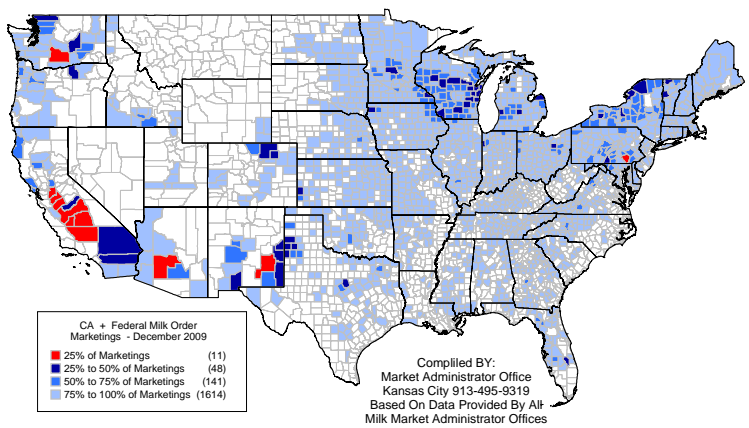 CA + Federal Milk Order
Marketings - December 2009
25% of Marketings (11)
25% to 50% of Marketings (48)
50% to 75% of Marketings (141)
75% to 100% of Marketings (1614)
Compliled BY:
Market Administrator Office
Kansas City 913-495-9319
Based On Data Provided By All
Milk Market Administrator Offices